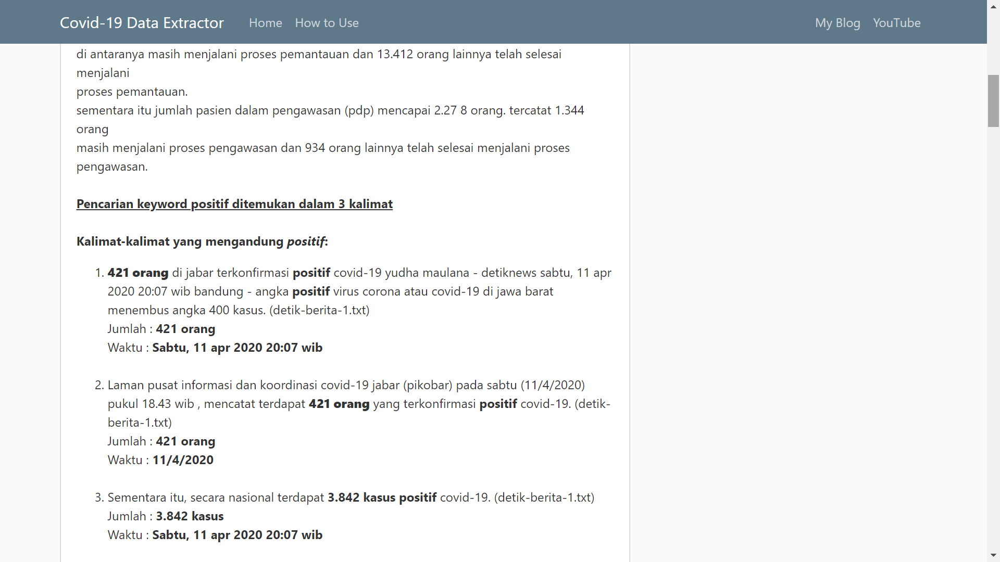 Covid-19 Data Extractor Home How to Use My Blog YouTube
di antaranya masih menjalani proses pemantauan dan 13.412 orang lainnya telah selesai
menjalani
proses pemantauan.
sementara itu jumlah pasien dalam pengawasan (pdp) mencapai 2.27 8 orang. tercatat 1.344
orang
masih menjalani proses pengawasan dan 934 orang lainnya telah selesai menjalani proses
pengawasan.
Pencarian keyword positif ditemukan dalam 3 kalimat
Kalimat-kalimat yang mengandung positif:
1. 421 orang di jabar terkonfirmasi positif covid-19 yudha maulana - detiknews sabtu, 11 apr
2020 20:07 wib bandung - angka positif virus corona atau covid-19 di jawa barat
menembus angka 400 kasus. (detik-berita-1.txt)
Jumlah : 421 orang
Waktu : Sabtu, 11 apr 2020 20:07 wib
2. Laman pusat informasi dan koordinasi covid-19 jabar (pikobar) pada sabtu (11/4/2020)
pukul 18.43 wib , mencatat terdapat 421 orang yang terkonfirmasi positif covid-19. (detik-
berita-1.txt)
Jumlah : 421 orang
Waktu : 11/4/2020
3. Sementara itu, secara nasional terdapat 3.842 kasus positif covid-19. (detik-berita-1.txt)
Jumlah : 3.842 kasus
Waktu : Sabtu, 11 apr 2020 20:07 wib